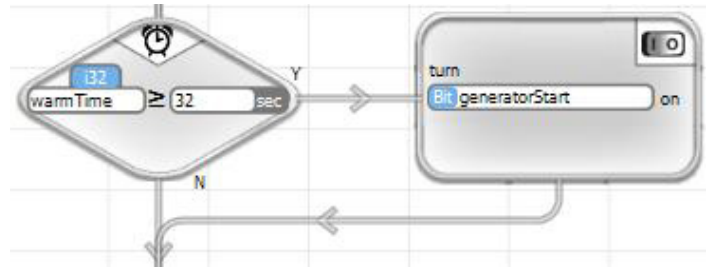 i32
warmTime ≥ 32 sec
Y
N
I O
turn
Bit generatorStart on